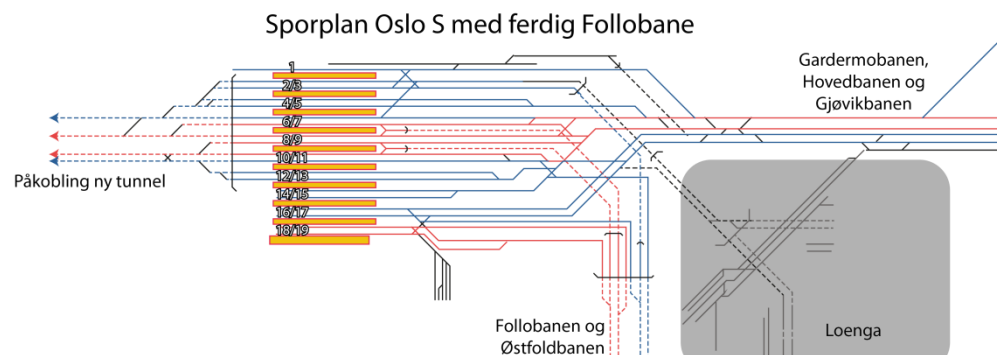 Sporplan Oslo S med ferdig Follobane
1
2/3
4/5
6/7
8/9
10/11
12/13
14/15
16/17
18/19
Gardermobanen,
Hovedbanen og
Gjøvikbanen
Påkobling ny tunnel
Follobanen og
Østfoldbanen
Loenga